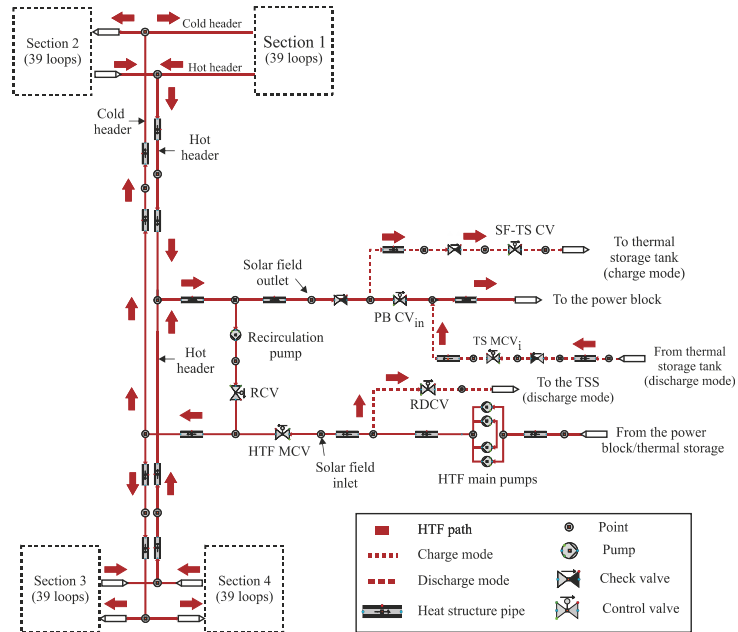 Section 2
(39 loops)
Cold header
Section 1
(39 loops)
Hot header
Cold
header
Hot
header
SF-TS CV
To thermal
storage tank
(charge mode)
Solar field
outlet
PB CVin
To the power block
Recirculation
pump
Hot
header
TS MCVi
From thermal
storage tank
(discharge mode)
RCV
RDCV
To the TSS
(discharge mode)
HTF MCV
Solar field
inlet
HTF main pumps
From the power
block/thermal storage
Section 3
(39 loops)
Section 4
(39 loops)
HTF path
Charge mode
Discharge mode
Heat structure pipe
Point
Pump
Check valve
Control valve